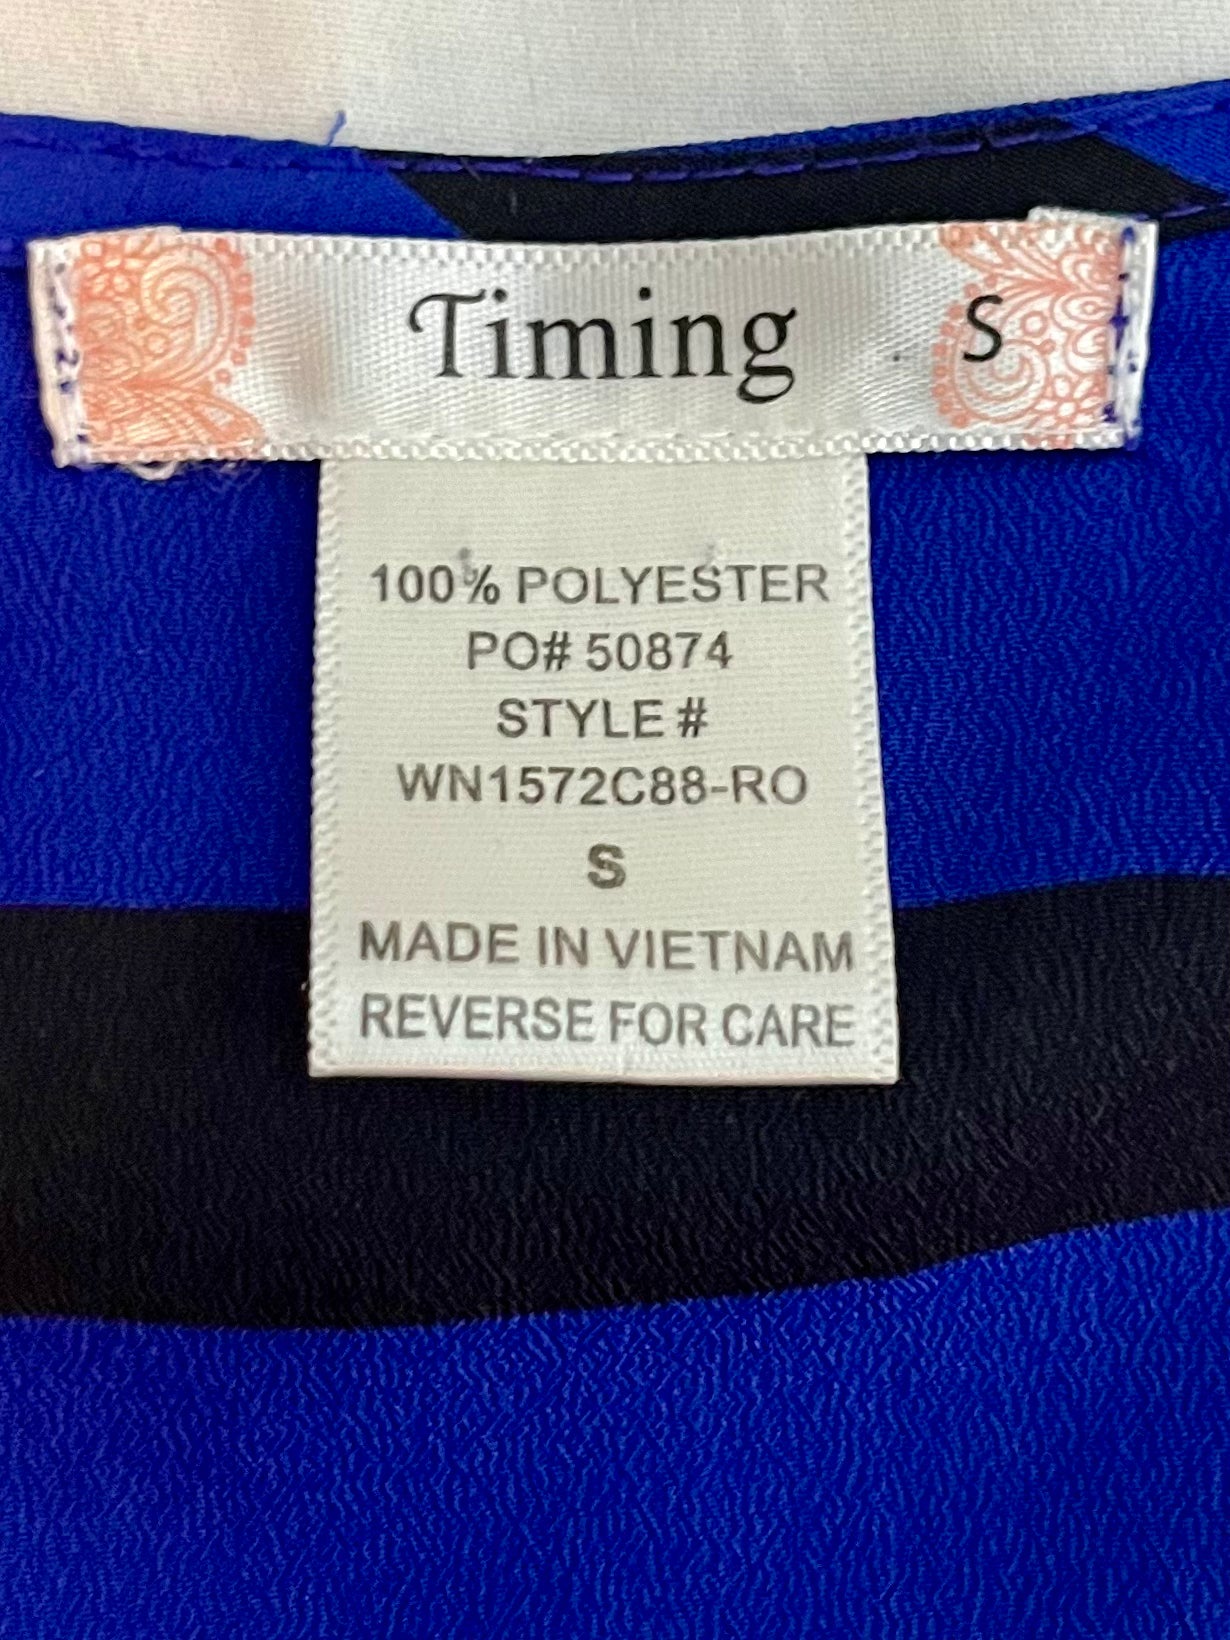 Timing S
100% POLYESTER
PO# 50874
STYLE #
WN1572C88-RO
S
MADE IN VIETNAM
REVERSE FOR CARE